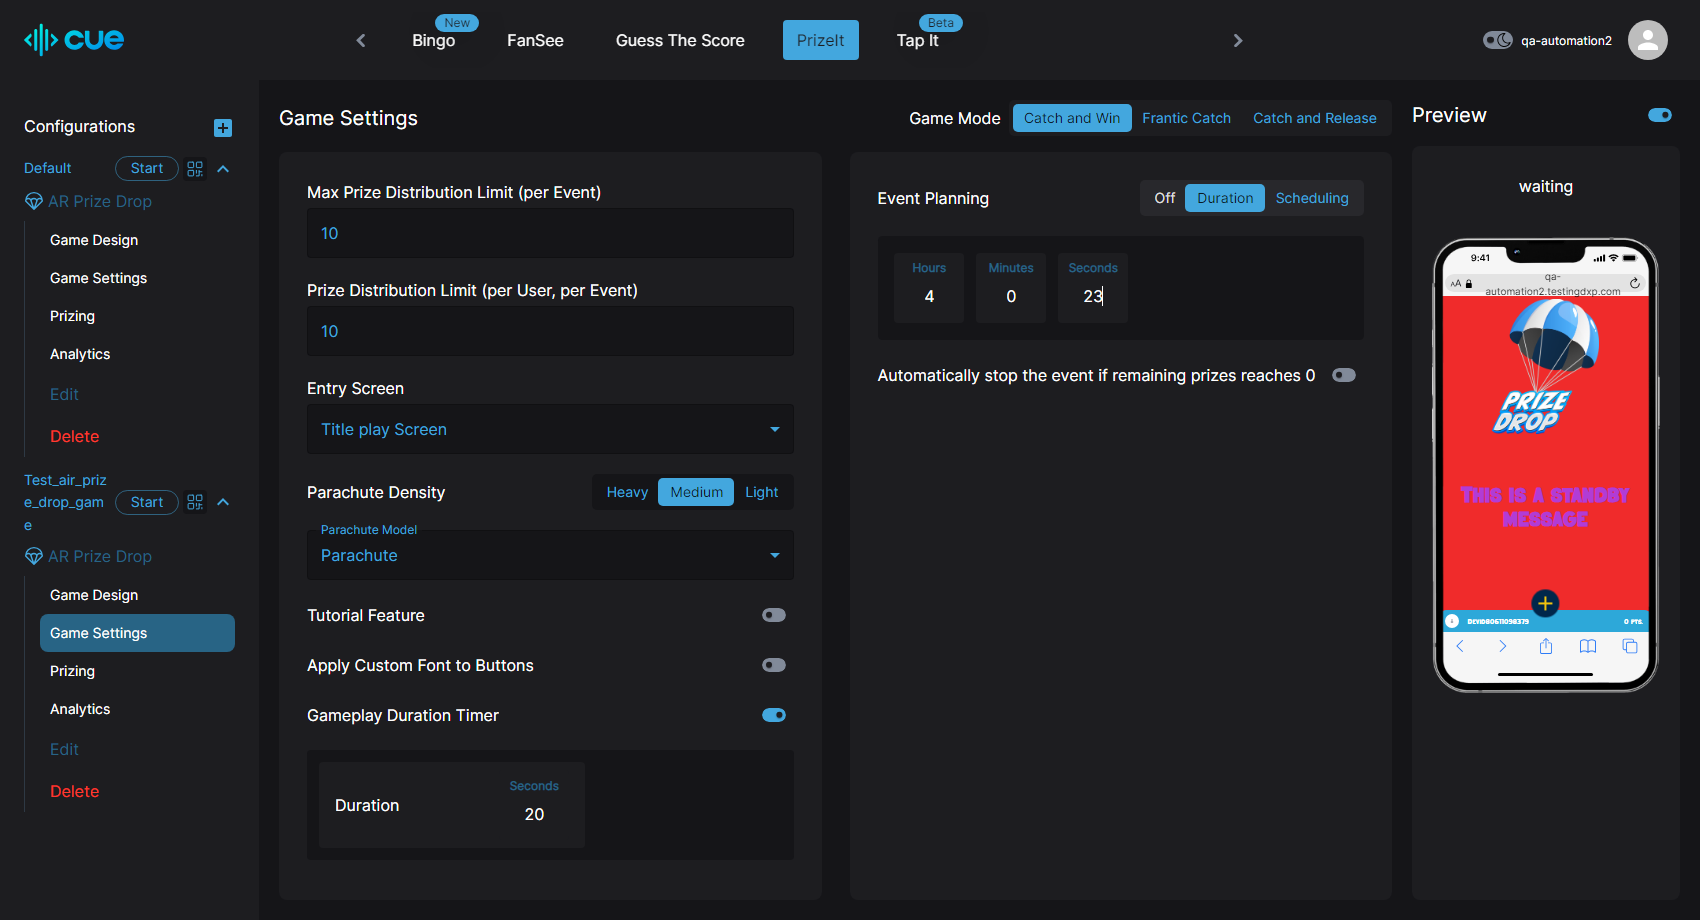 cue
New
Bingo
FanSee
Guess The Score
PrizeIt
Beta
Tap It
qa-automation2
Configurations
Default
Start
AR Prize Drop
Game Design
Game Settings
Prizing
Analytics
Edit
Delete
Test_air_priz
e_drop_gam
e
Start
AR Prize Drop
Game Design
Game Settings
Prizing
Analytics
Edit
Delete
Game Settings
Game Mode
Catch and Win
Frantic Catch
Catch and Release
Max Prize Distribution Limit (per Event)
10
Prize Distribution Limit (per User, per Event)
10
Entry Screen
Title play Screen
Parachute Density
Heavy
Medium
Light
Parachute Model
Parachute
Tutorial Feature
Apply Custom Font to Buttons
Gameplay Duration Timer
Duration
Seconds
20
Event Planning
Off
Duration
Scheduling
Hours
4
Minutes
0
Seconds
23
Automatically stop the event if remaining prizes reaches 0
Preview
waiting
9:41
AA
qa-
automation2.testingdxp.com
PRIZE
DROP
THIS IS A STANDBY
MESSAGE
0 PTS.